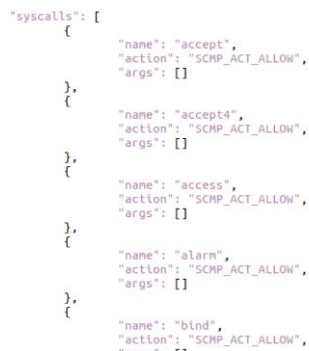 "syscalls": [
{
"name": "accept",
"action": "SCMP_ACT_ALLOW",
"args": []
},
{
"name": "accept4",
"action": "SCMP_ACT_ALLOW",
"args": []
},
{
"name": "access",
"action": "SCMP_ACT_ALLOW",
"args": []
},
{
"name": "alarm",
"action": "SCMP_ACT_ALLOW",
"args": []
},
{
"name": "bind",
"action": "SCMP_ACT_ALLOW",